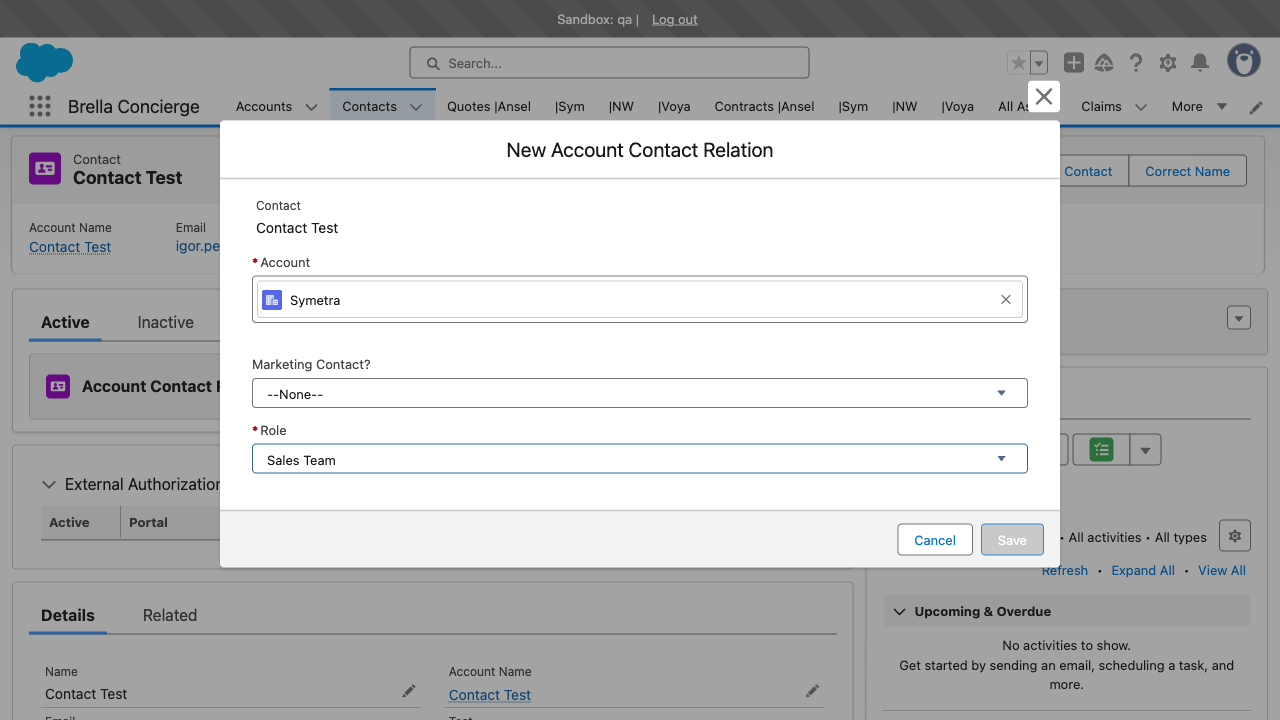 Sandbox: qa | Log out
Search...
Brella Concierge
Accounts
Contacts
Quotes |Ansel
|Sym
|NW
|Voya
Contracts |Ansel
|Sym
|NW
|Voya
All
Claims
More
Contact
Contact Test
Contact
Correct Name
Account Name
Contact Test
Email
igor.pe
New Account Contact Relation
Contact
Contact Test
*Account
Symetra
Marketing Contact?
--None--
*Role
Sales Team
Cancel
Save
Active
Inactive
Account Contact
External Authorization
Active
Portal
• All activities • All types
Refresh • Expand All • View All
Upcoming & Overdue
No activities to show.
Get started by sending an email, scheduling a task, and
more.
Details
Related
Name
Contact Test
Account Name
Contact Test